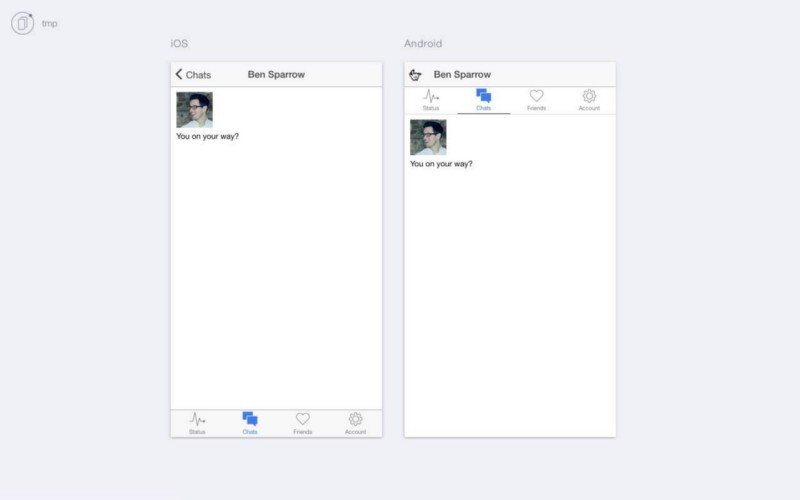 tmp
iOS
Chats
Ben Sparrow
You on your way?
Status
Chats
Friends
Account
Android
Ben Sparrow
Status
Chats
Friends
Account
You on your way?